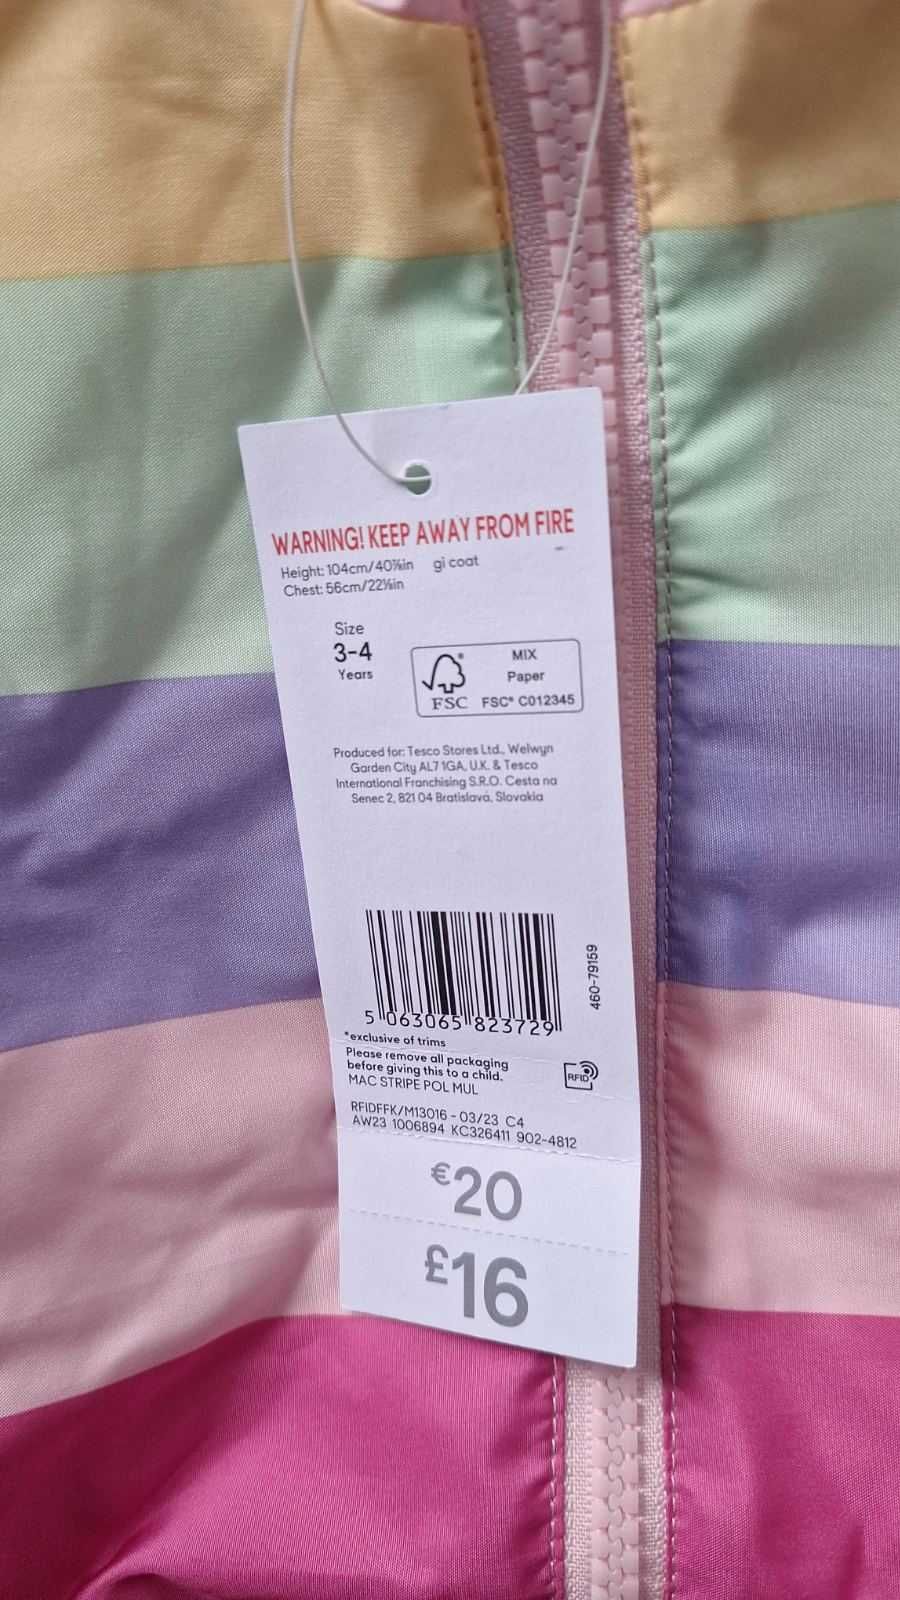 WARNING! KEEP AWAY FROM FIRE
Height: 104cm/40⅞in gi coat
Chest: 56cm/22⅛in
Size
3-4
Years
MIX
Paper
FSC® C012345
FSC
Produced for: Tesco Stores Ltd., Welwyn
Garden City AL7 1GA, U.K. & Tesco
International Franchising S.R.O. Cesta na
Senec 2, 821 04 Bratislava, Slovakia
460-79159
5 063065 823729
*exclusive of trims
Please remove all packaging
before giving this to a child.
MAC STRIPE POL MUL
RFID
RFIDFFK/M13016 - 03/23 C4
AW23 1006894 KC326411 902-4812
€20
£16